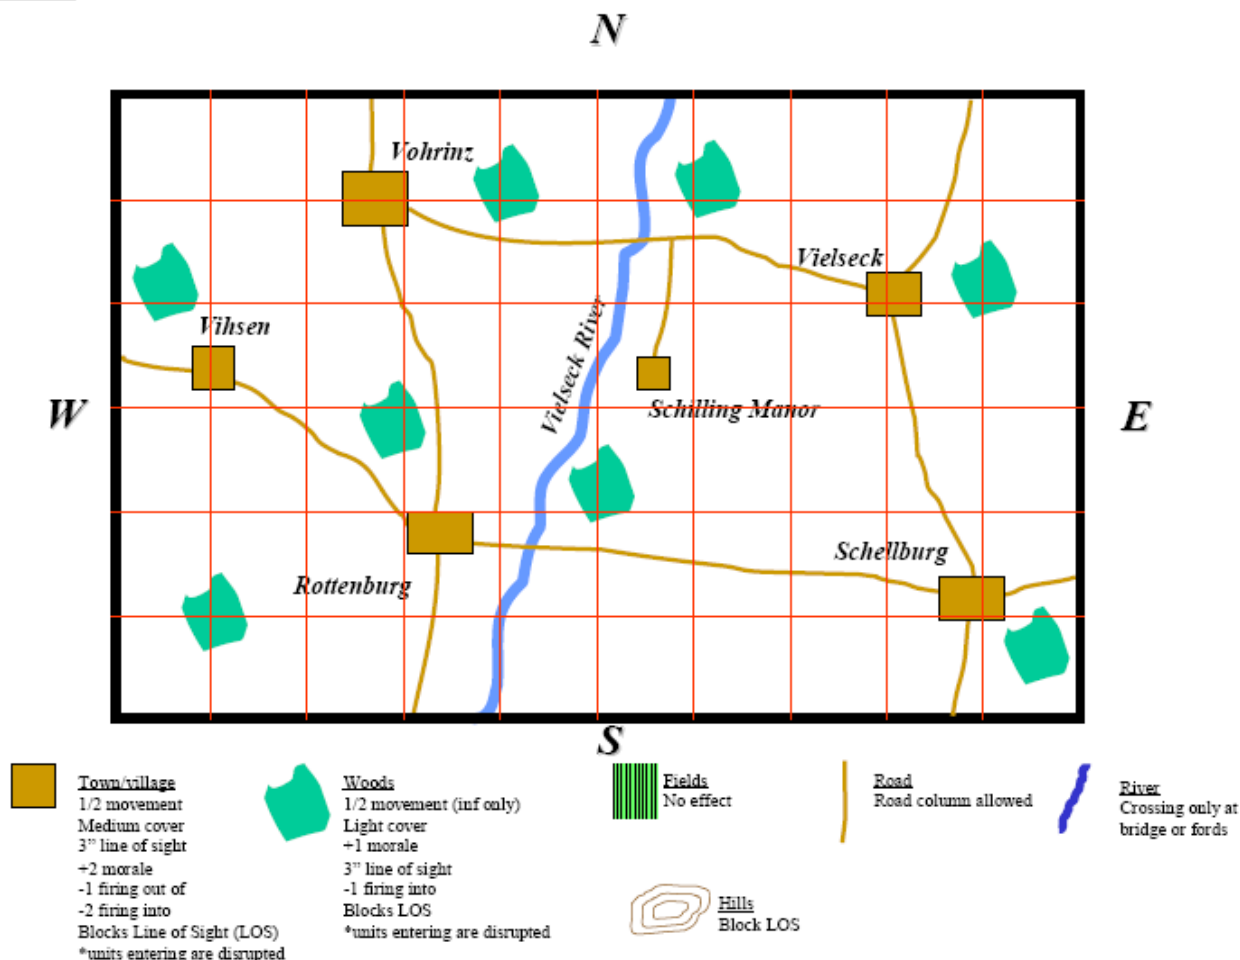 N
Vohrinz
Vielseck
Vihsen
Vielseck River
W
Schilling Manor
E
Schellburg
Rottenburg
S
Town/village
1/2 movement
Medium cover
3” line of sight
+2 morale
-1 firing out of
-2 firing into
Blocks Line of Sight (LOS)
*units entering are disrupted
Woods
1/2 movement (inf only)
Light cover
+1 morale
3” line of sight
-1 firing into
Blocks LOS
*units entering are disrupted
Fields
No effect
Hills
Block LOS
Road
Road column allowed
River
Crossing only at
bridge or fords